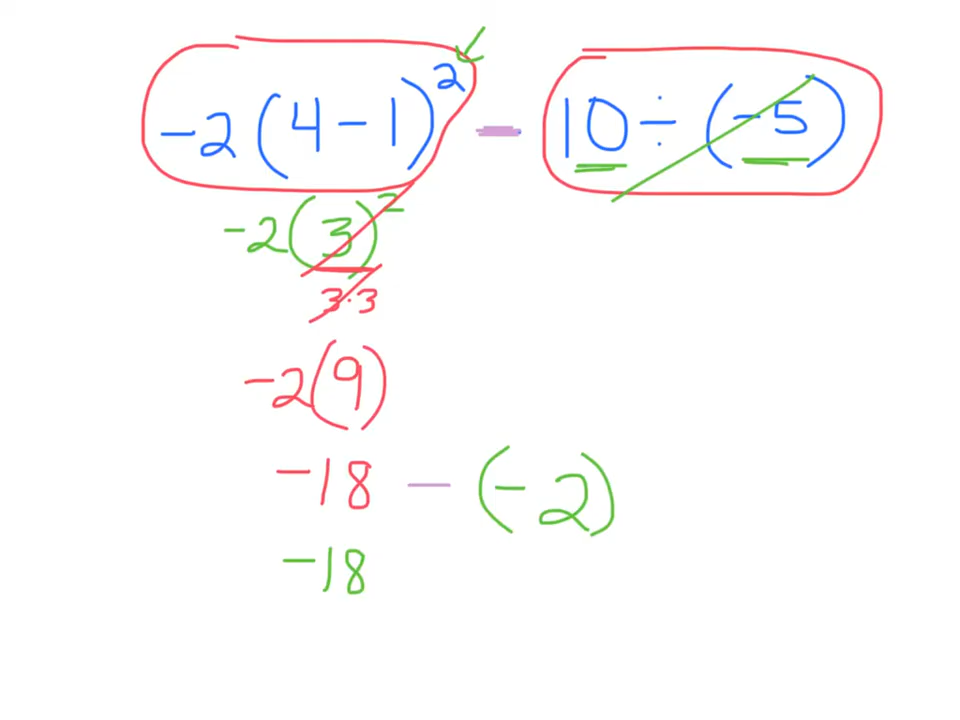 -2(4-1)² - 10 ÷ (-5)
-2(3)²
3·3
-2(9)
-18 - (-2)
-18